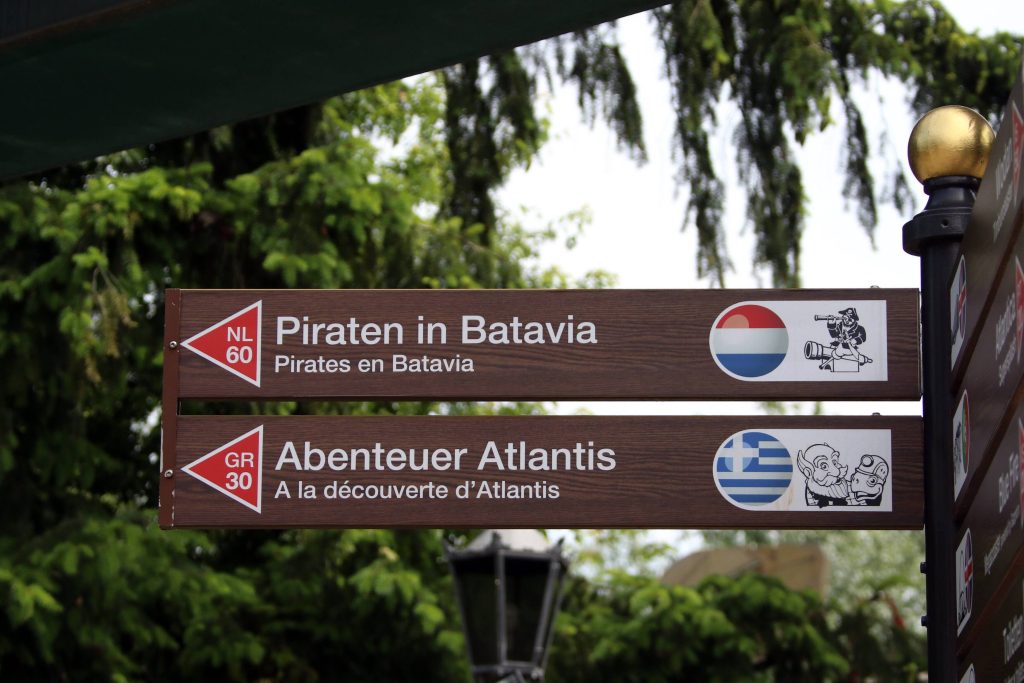 NL
60
Piraten in Batavia
Pirates en Batavia
GR
30
Abenteuer Atlantis
A la découverte d'Atlantis